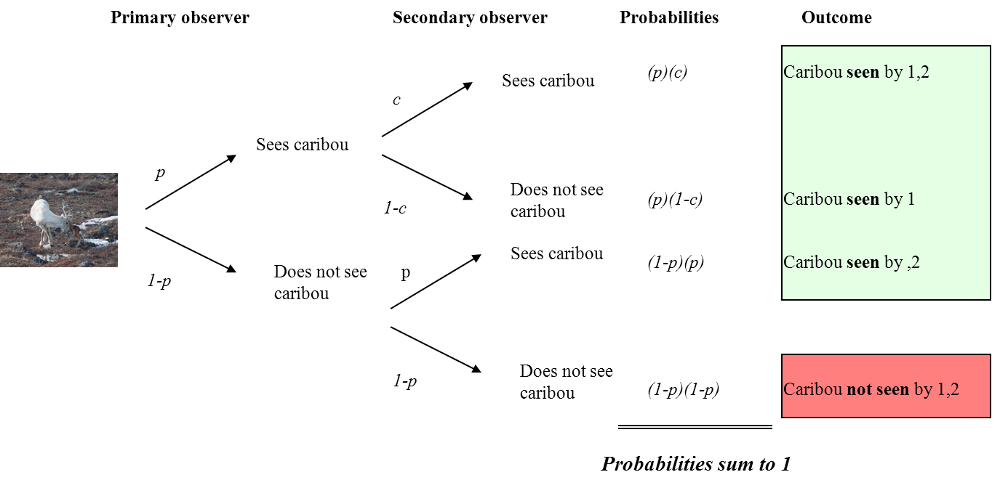 Primary observer
Secondary observer
Probabilities
Outcome
Sees caribou
(p)(c)
Caribou seen by 1,2
c
Sees caribou
p
1-c
Does not see
caribou
(p)(1-c)
Caribou seen by 1
Sees caribou
(1-p)(p)
Caribou seen by ,2
1-p
Does not see
caribou
p
1-p
Does not see
caribou
(1-p)(1-p)
Caribou not seen by 1,2
Probabilities sum to 1